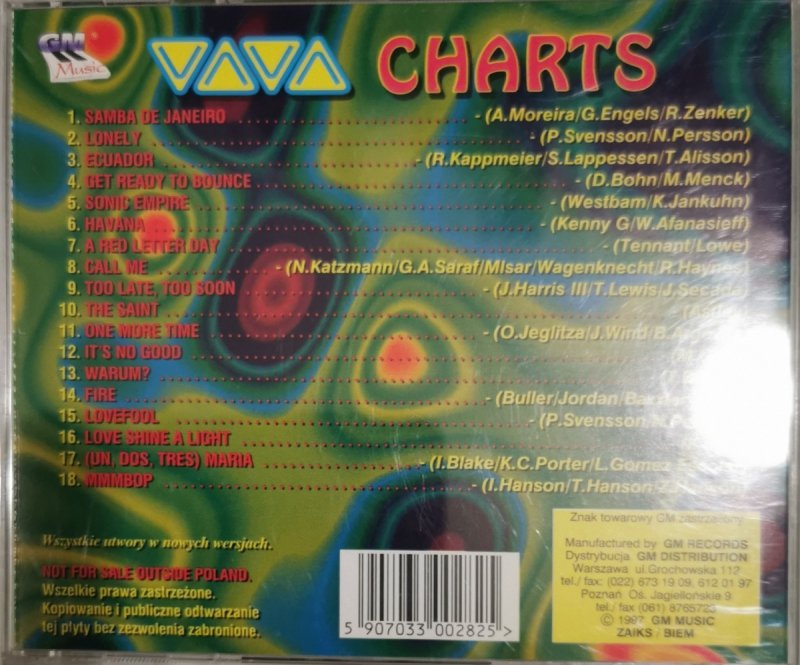 GM Music
VAVA CHARTS
1. SAMBA DE JANEIRO - (A.Moreira/G.Engels/R.Zenker)
2. LONELY - (P.Svensson/N.Persson)
3. ECUADOR - (R.Kappmeier/S.Lappessen/T.Alisson)
4. GET READY TO BOUNCE - (D.Bohn/M.Menck)
5. SONIC EMPIRE - (Westbam/K.Jankuhn)
6. HAVANA - (Kenny G/W.Afanasieff)
7. A RED LETTER DAY - (Tennant/Lowe)
8. CALL ME - (N.Katzmann/G.A.Saraf/Mlsar/Wagenknecht/R.Haynes)
9. TOO LATE, TOO SOON - (J.Harris III/T.Lewis/J.Secada)
10. THE SAINT
11. ONE MORE TIME - (O.Jeglitza/J.Wind/B.
12. IT'S NO GOOD
13. WARUM?
14. FIRE - (Buller/Jordan/
15. LOVEFOOL - (P.Svensson/
16. LOVE SHINE A LIGHT
17. (UN, DOS, TRES) MARIA - (I.Blake/K.C.Porter/L.Gomez
18. MMMBOP - (I.Hanson/T.Hanson/Z.
Wszystkie utwory w nowych wersjach.
NOT FOR SALE OUTSIDE POLAND.
Wszelkie prawa zastrzeżone.
Kopiowanie i publiczne odtwarzanie
tej płyty bez zezwolenia zabronione.
5 907033 002825 >
Znak towarowy GM zastrzeżony
Manufactured by GM RECORDS
Dystrybucja GM DISTRIBUTION
Warszawa ul.Grochowska 112
tel./ fax: (022) 673 19 09, 612 01 97
Poznań Os. Jagiellońskie 9
tel./ fax (061) 8765723
© 1997 GM MUSIC
ZAIKS / BIEM